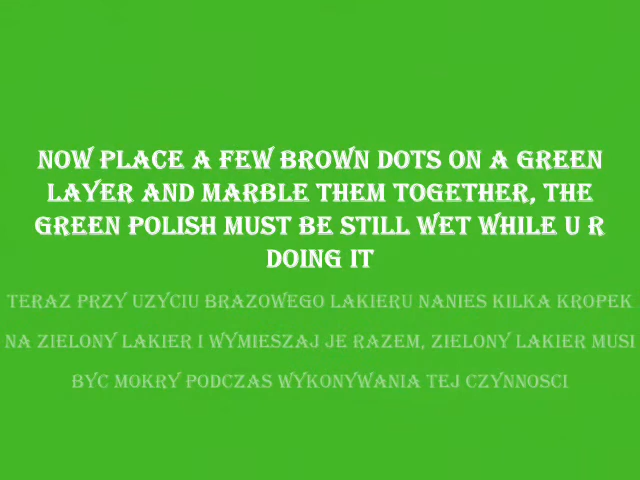 NOW PLACE A FEW BROWN DOTS ON A GREEN
LAYER AND MARBLE THEM TOGETHER, THE
GREEN POLISH MUST BE STILL WET WHILE U R
DOING IT
TERAZ PRZY UZYCIU BRAZOWEGO LAKIERU NANIES KILKA KROPEK
NA ZIELONY LAKIER I WYMIESZAJ JE RAZEM, ZIELONY LAKIER MUSI
BYC MOKRY PODCZAS WYKONYWANIA TEJ CZYNNOSCI